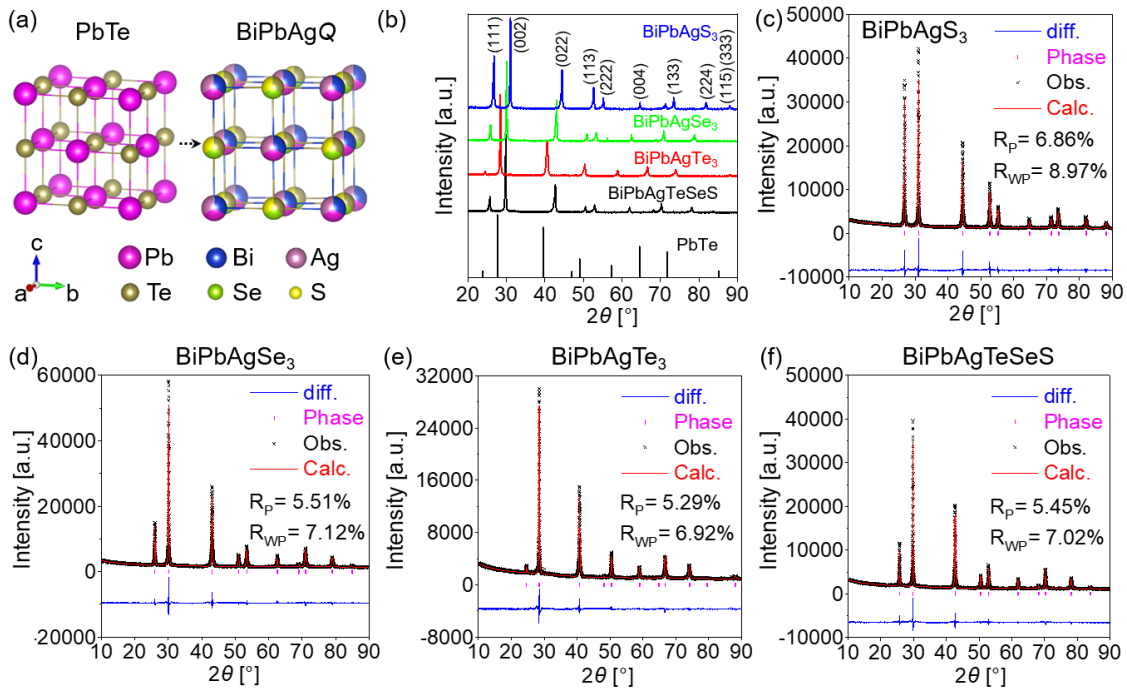 (a)
PbTe
BiPbAgQ
Pb
Bi
Ag
Te
Se
S
c
a
b
(b)
Intensity [a.u.]
BiPbAgS3
(111)
(002)
(022)
(113)
(222)
(004)
(133)
(224)
(115)
(333)
BiPbAgSe3
BiPbAgTe3
BiPbAgTeSeS
PbTe
20 30 40 50 60 70 80 90
2θ [°]
(c)
BiPbAgS3
Intensity [a.u.]
50000
40000
30000
20000
10000
0
-10000
diff.
Phase
Obs.
Calc.
RP= 6.86%
RWP= 8.97%
10 20 30 40 50 60 70 80 90
2θ [°]
(d)
BiPbAgSe3
Intensity [a.u.]
60000
40000
20000
0
-20000
diff.
Phase
Obs.
Calc.
RP= 5.51%
RWP= 7.12%
10 20 30 40 50 60 70 80 90
2θ [°]
(e)
BiPbAgTe3
Intensity [a.u.]
32000
24000
16000
8000
0
-8000
diff.
Phase
Obs.
Calc.
RP= 5.29%
RWP= 6.92%
10 20 30 40 50 60 70 80 90
2θ [°]
(f)
BiPbAgTeSeS
Intensity [a.u.]
50000
40000
30000
20000
10000
0
-10000
diff.
Phase
Obs.
Calc.
RP= 5.45%
RWP= 7.02%
10 20 30 40 50 60 70 80 90
2θ [°]